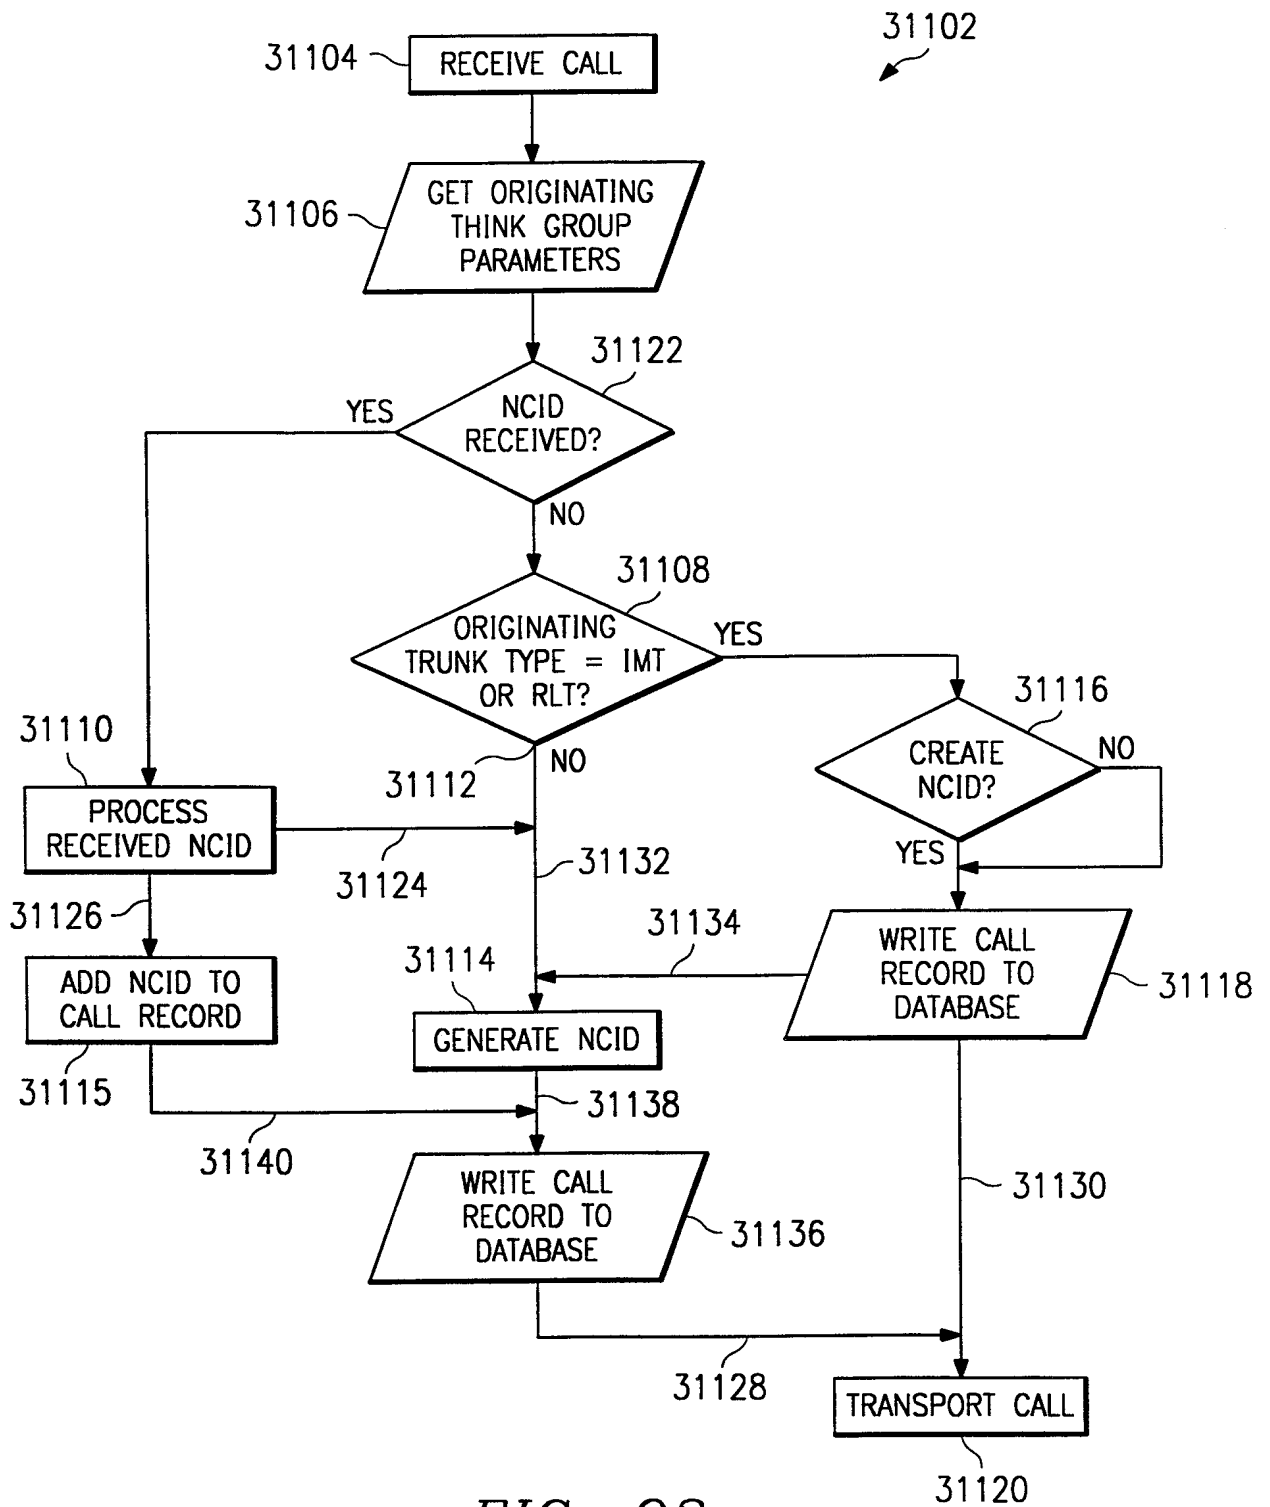 31102
31104
RECEIVE CALL
31106
GET ORIGINATING
THINK GROUP
PARAMETERS
31122
YES
NCID
RECEIVED?
NO
31108
ORIGINATING
TRUNK TYPE = IMT
OR RLT?
YES
31116
31110
31112
NO
CREATE
NCID?
NO
PROCESS
RECEIVED NCID
31124
31132
YES
31126
31134
WRITE CALL
RECORD TO
DATABASE
31118
ADD NCID TO
CALL RECORD
31114
GENERATE NCID
31115
31138
31140
WRITE CALL
RECORD TO
DATABASE
31136
31130
31128
TRANSPORT CALL
31120